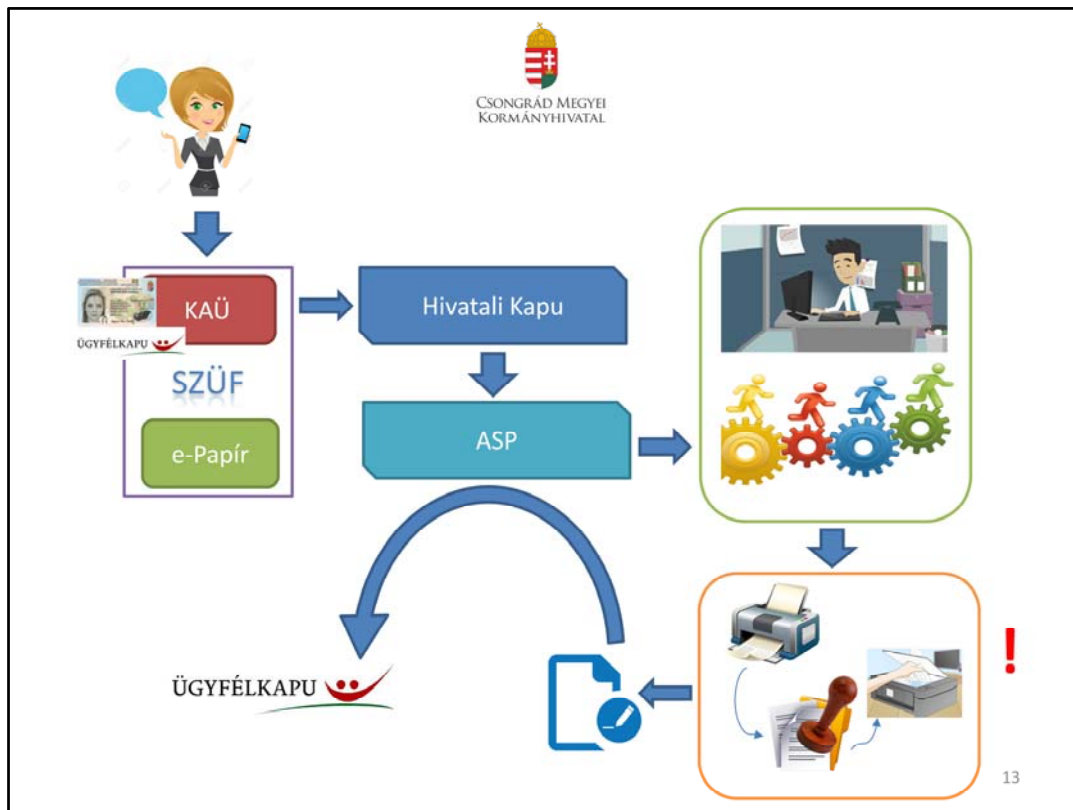 CSONGRÁD MEGYEI
KORMÁNYHIVATAL
KAÜ
ÜGYFÉLKAPU
SZÜF
e-Papír
Hivatali Kapu
ASP
ÜGYFÉLKAPU
!
13